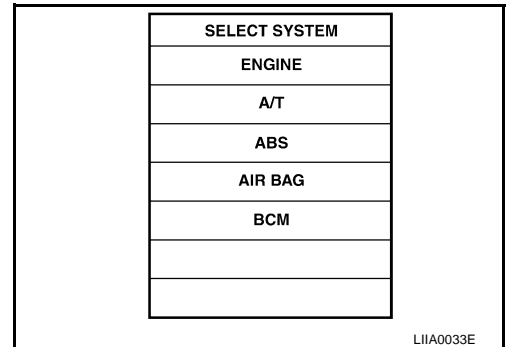 SELECT SYSTEM
ENGINE
A/T
ABS
AIR BAG
BCM
LIIA0033E